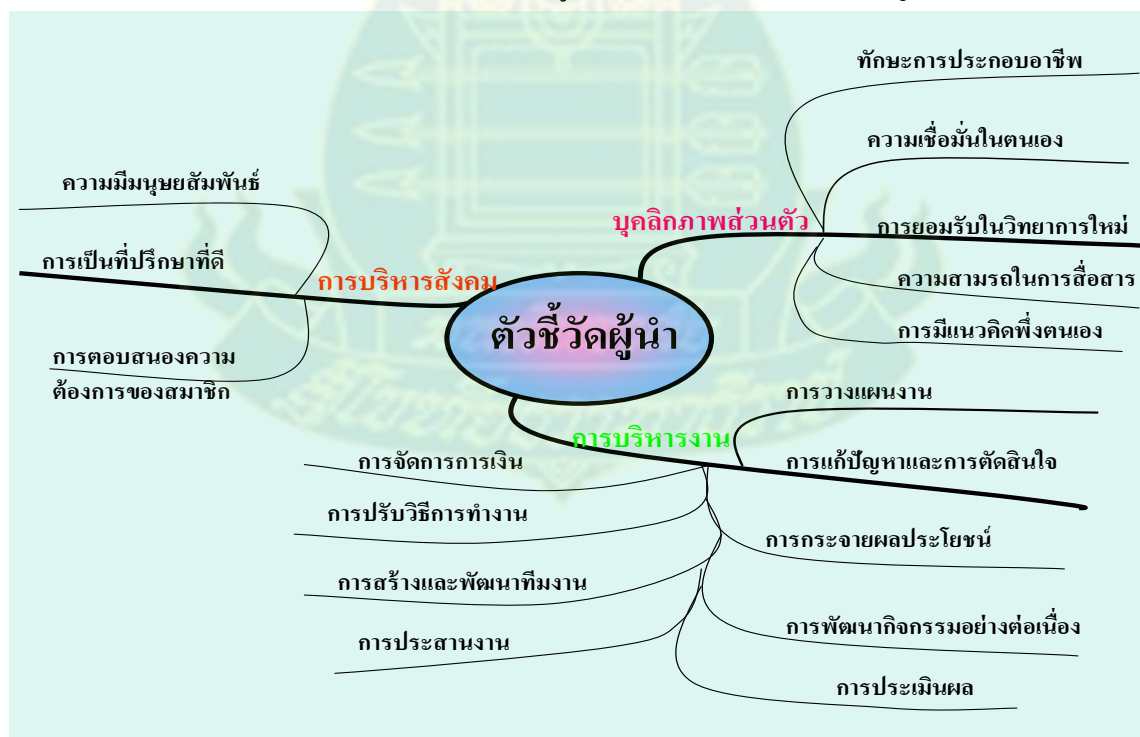 ทักษะการประกอบอาชีพ
ความเชื่อมั่นในตนเอง
บุคลิกภาพส่วนตัว
การยอมรับในวิทยาการใหม่
ความสามรถในการสื่อสาร
การมีแนวคิดพึ่งตนเอง
ความมีมนุษยสัมพันธ์
การเป็นที่ปรึกษาที่ดี
การบริหารสังคม
การตอบสนองความ
ต้องการของสมาชิก
ตัวชี้วัดผู้นำ
การบริหารงาน
การวางแผนงาน
การแก้ปัญหาและการตัดสินใจ
การจัดการการเงิน
การปรับวิธีการทำงาน
การกระจายผลประโยชน์
การสร้างและพัฒนาทีมงาน
การพัฒนากิจกรรมอย่างต่อเนื่อง
การประสานงาน
การประเมินผล